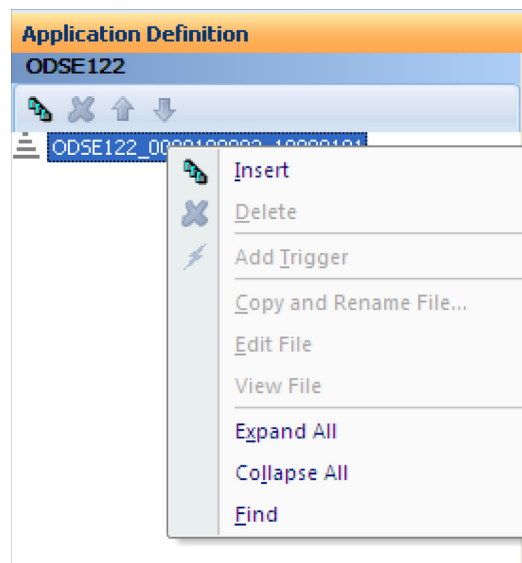 Application Definition
ODSE122
Insert
Delete
Add Trigger
Copy and Rename File...
Edit File
View File
Expand All
Collapse All
Find